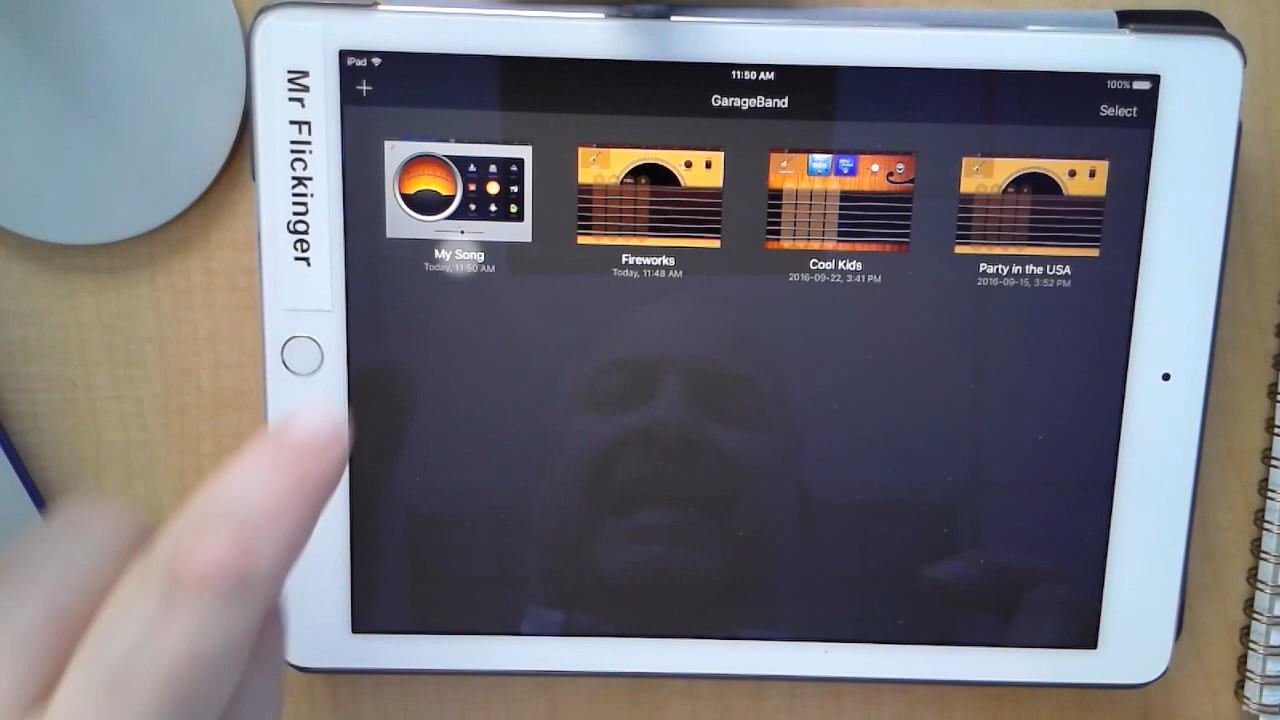 Mr Flickinger
iPad
11:50 AM
100%
GarageBand
Select
My Song
Today, 11:50 AM
Fireworks
Today, 11:48 AM
Cool Kids
2016-09-22, 3:41 PM
Party in the USA
2016-09-15, 3:52 PM